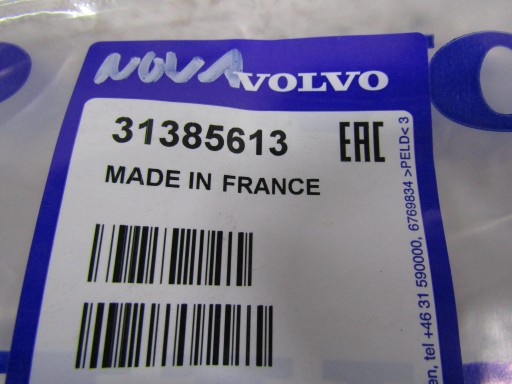 NOVA VOLVO
31385613 EAC
MADE IN FRANCE
en, tel +46 31 590000, 6769834 >PELD< 3